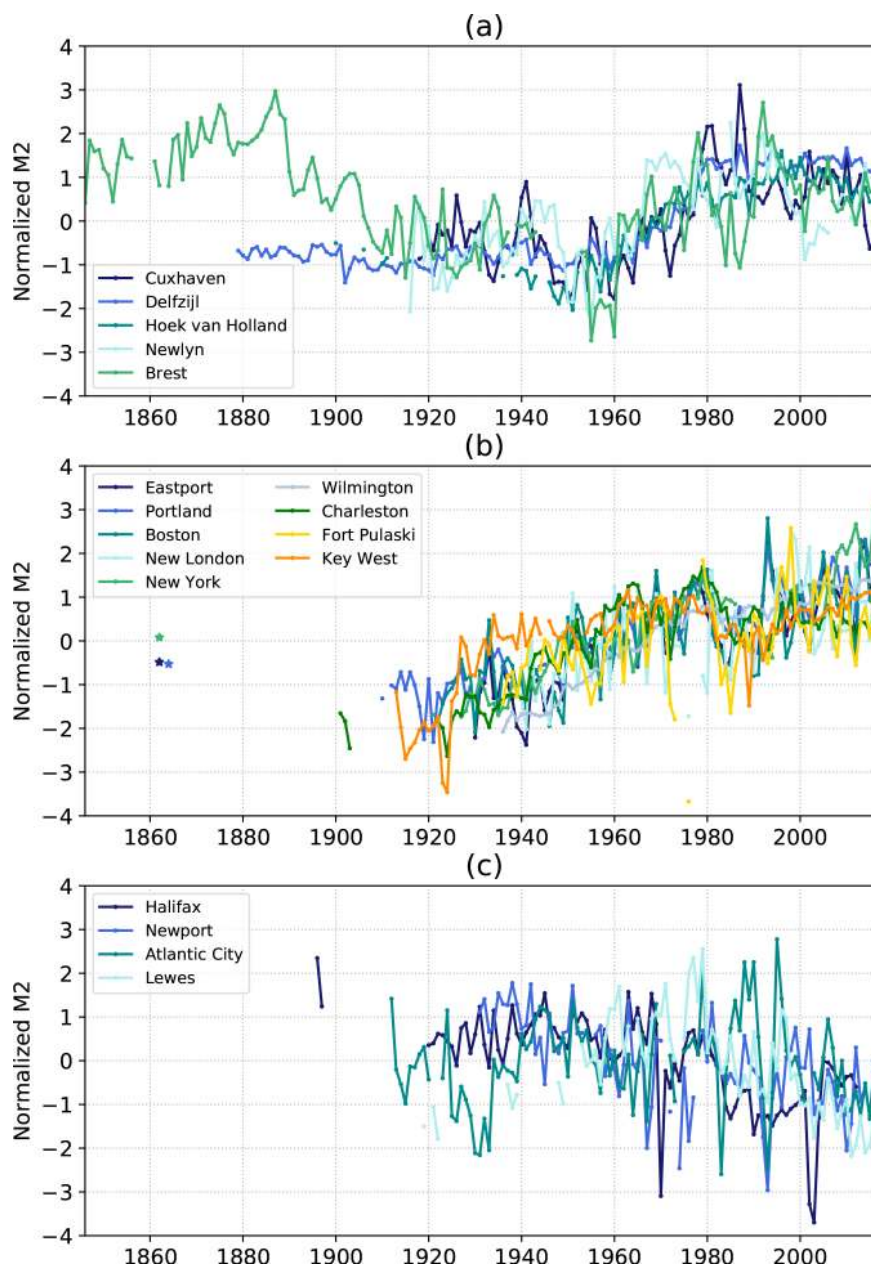 (a)
4
3
2
1
0
−1
−2
−3
−4
Normalized M2
Cuxhaven
Delfzijl
Hoek van Holland
Newlyn
Brest
1860 1880 1900 1920 1940 1960 1980 2000
(b)
4
3
2
1
0
−1
−2
−3
−4
Normalized M2
Eastport
Portland
Boston
New London
New York
Wilmington
Charleston
Fort Pulaski
Key West
1860 1880 1900 1920 1940 1960 1980 2000
(c)
4
3
2
1
0
−1
−2
−3
−4
Normalized M2
Halifax
Newport
Atlantic City
Lewes
1860 1880 1900 1920 1940 1960 1980 2000